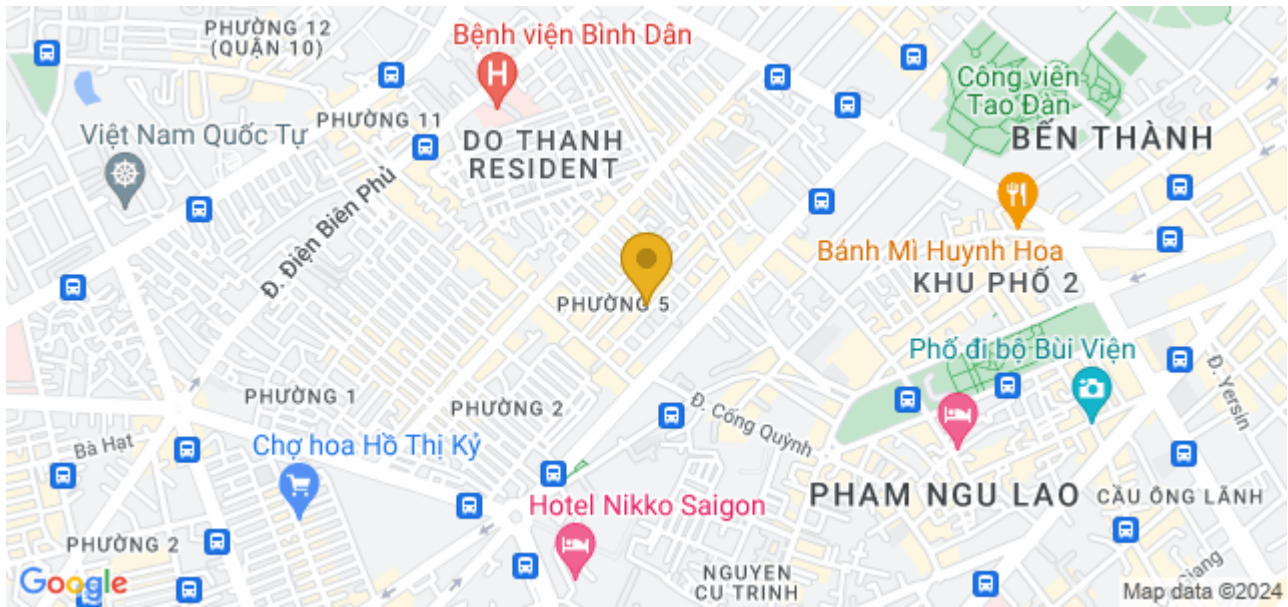 PHƯỜNG 12
(QUẬN 10)
Bệnh viện Bình Dân
H
Công viên
Tao Đàn
PHƯỜNG 11
Việt Nam Quốc Tự
DO THANH
RESIDENT
BẾN THÀNH
Đ. Điện Biên Phủ
Bánh Mì Huynh Hoa
KHU PHỐ 2
PHƯỜNG 5
Phố đi bộ Bùi Viện
Đ. Yersin
PHƯỜNG 1
PHƯỜNG 2
Đ. Cống Quỳnh
Bà Hạt
Chợ hoa Hồ Thị Kỷ
PHAM NGU LAO
CẦU ÔNG LÃNH
Hotel Nikko Saigon
PHƯỜNG 2
NGUYEN
CU TRINH
Giang
Google
Map data ©2024